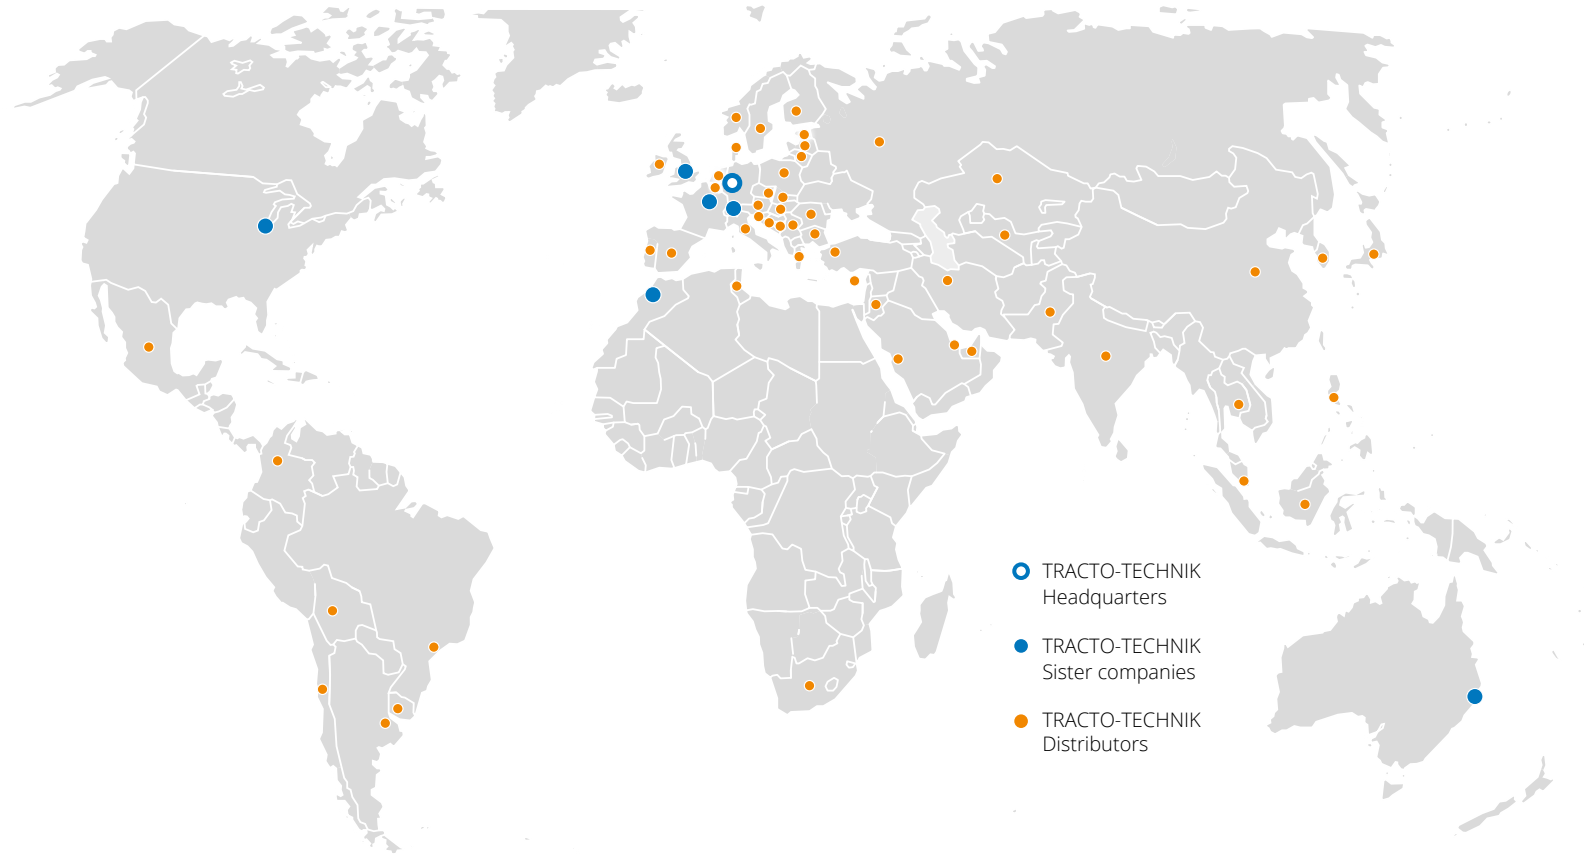 TRACTO-TECHNIK
Headquarters
TRACTO-TECHNIK
Sister companies
TRACTO-TECHNIK
Distributors